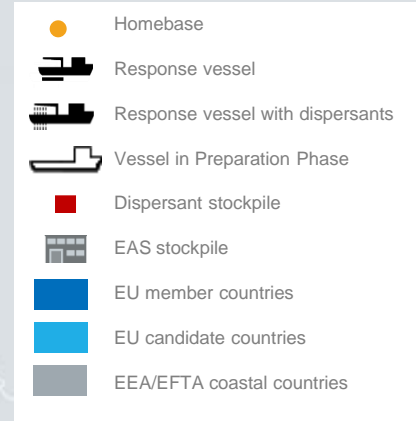 Homebase
Response vessel
Response vessel with dispersants
Vessel in Preparation Phase
Dispersant stockpile
EAS stockpile
EU member countries
EU candidate countries
EEA/EFTA coastal countries